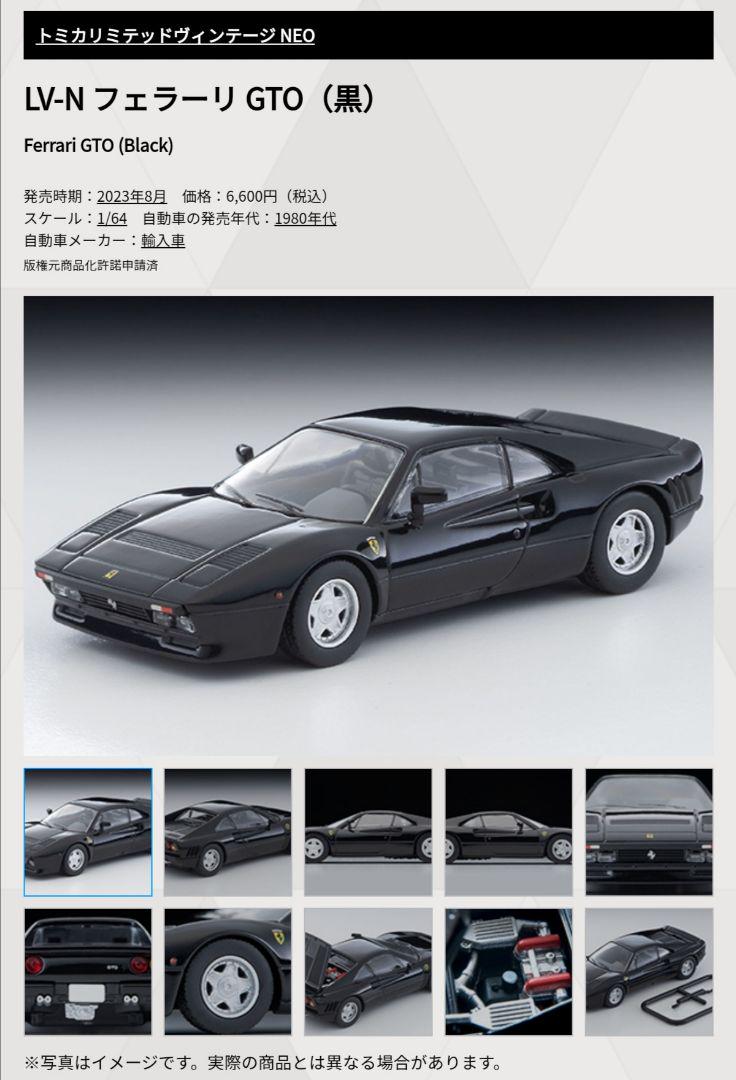 トミカリミテッドヴィンテージ NEO
LV-N フェラーリ GTO（黒）
Ferrari GTO (Black)
発売時期：2023年8月　価格：6,600円（税込）
スケール：1/64　自動車の発売年代：1980年代
自動車メーカー：輸入車
版権元商品化許諾申請済
※写真はイメージです。実際の商品とは異なる場合があります。